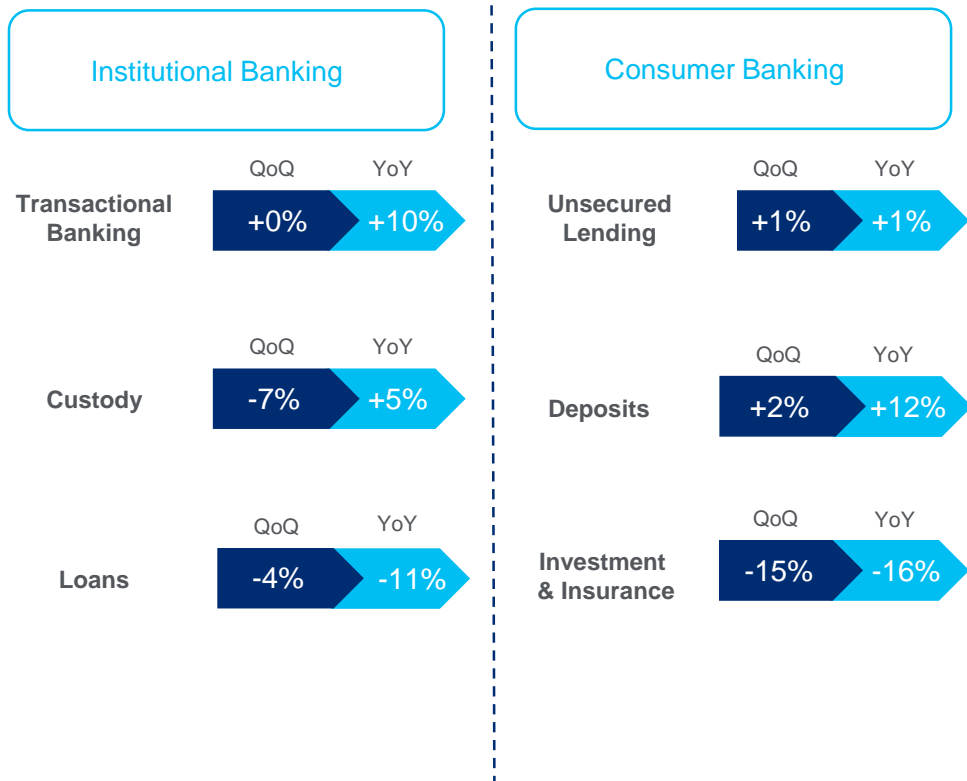 Institutional Banking
QoQ YoY
Transactional
Banking
+0% +10%
QoQ YoY
Custody
-7% +5%
QoQ YoY
Loans
-4% -11%
Consumer Banking
QoQ YoY
Unsecured
Lending
+1% +1%
QoQ YoY
Deposits
+2% +12%
QoQ YoY
Investment
& Insurance
-15% -16%